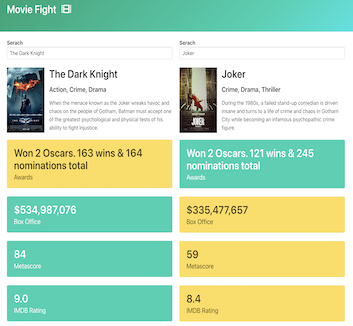 Movie Fight
Serach
The Dark Knight
The Dark Knight
Action, Crime, Drama
When the menace known as the Joker wreaks havoc and
chaos on the people of Gotham, Batman must accept one
of the greatest psychological and physical tests of his
ability to fight injustice.
Won 2 Oscars. 163 wins & 164
nominations total
Awards
$534,987,076
Box Office
84
Metascore
9.0
IMDB Rating
Serach
Joker
Joker
Crime, Drama, Thriller
During the 1980s, a failed stand-up comedian is driven
insane and turns to a life of crime and chaos in Gotham
City while becoming an infamous psychopathic crime
figure.
Won 2 Oscars. 121 wins & 245
nominations total
Awards
$335,477,657
Box Office
59
Metascore
8.4
IMDB Rating